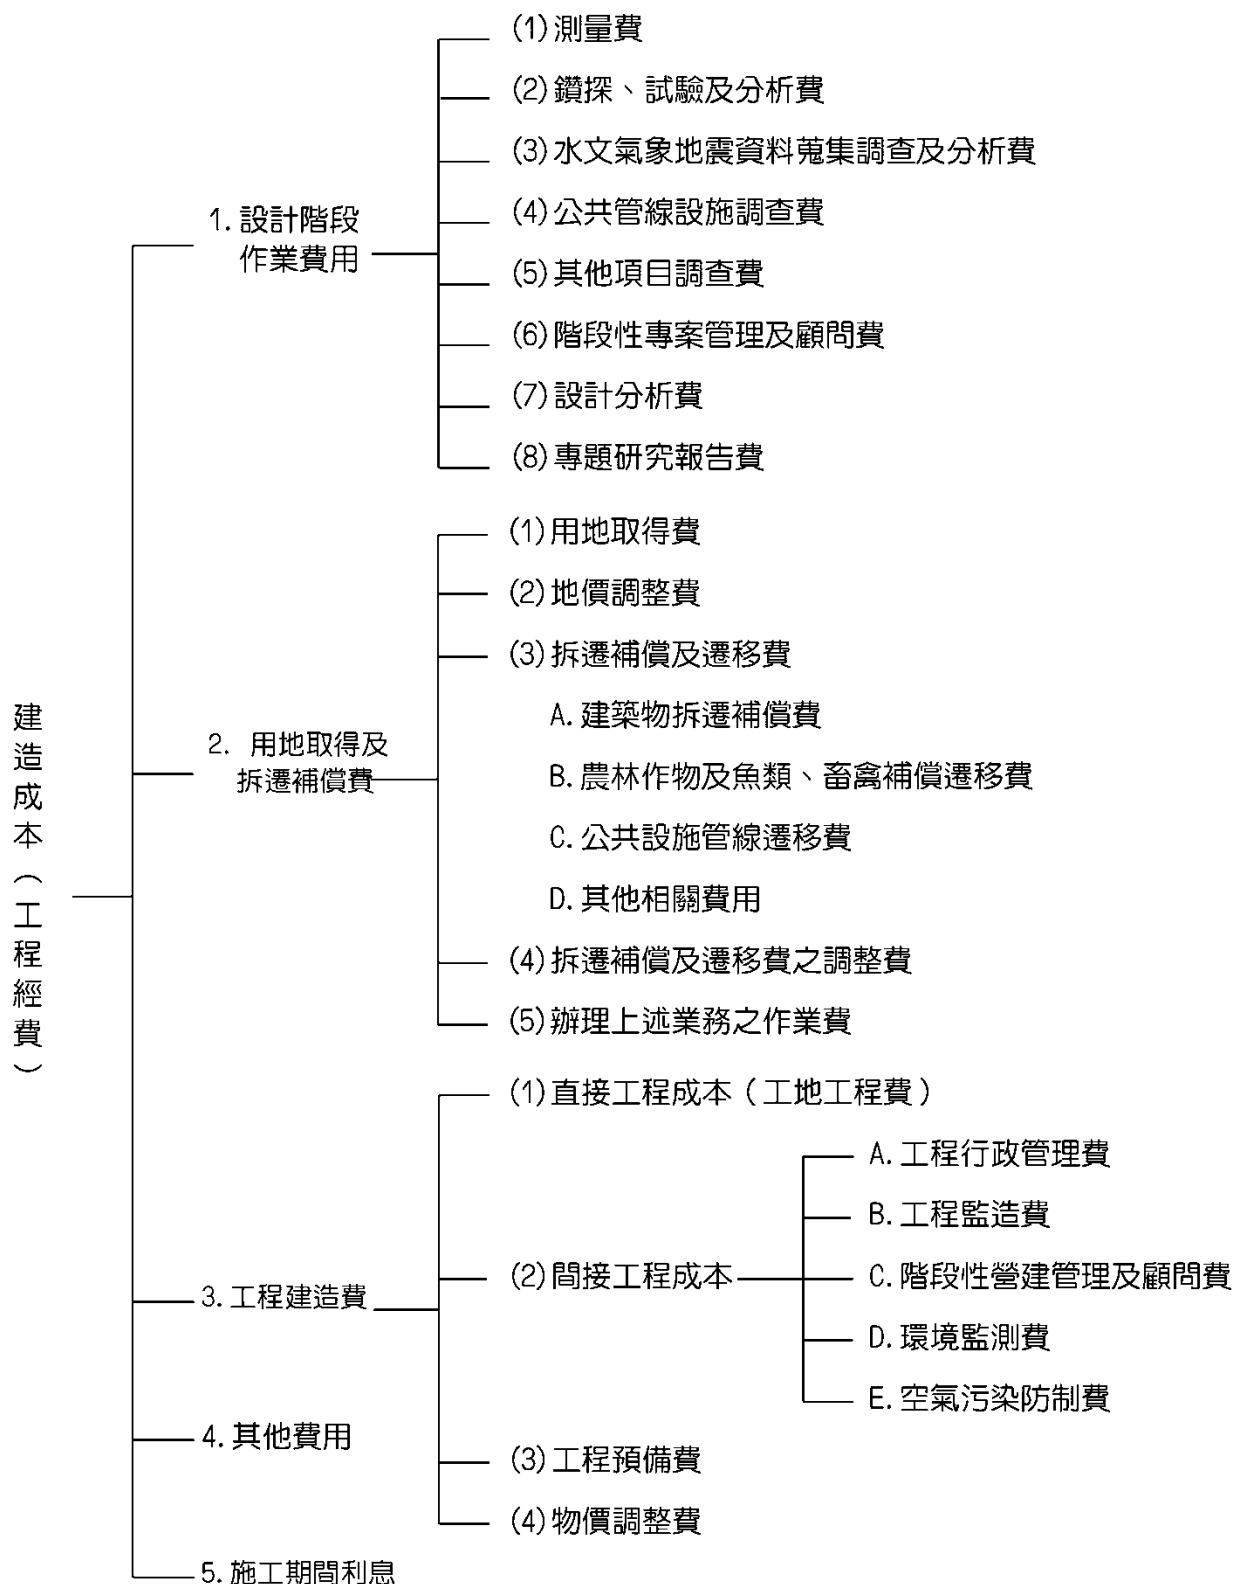 建造成本（工程經費）
1. 設計階段
作業費用
(1) 測量費
(2) 鑽探、試驗及分析費
(3) 水文氣象地震資料蒐集調查及分析費
(4) 公共管線設施調查費
(5) 其他項目調查費
(6) 階段性專案管理及顧問費
(7) 設計分析費
(8) 專題研究報告費
2. 用地取得及
拆遷補償費
(1) 用地取得費
(2) 地價調整費
(3) 拆遷補償及遷移費
A. 建築物拆遷補償費
B. 農林作物及魚類、畜禽補償遷移費
C. 公共設施管線遷移費
D. 其他相關費用
(4) 拆遷補償及遷移費之調整費
(5) 辦理上述業務之作業費
3. 工程建造費
(1) 直接工程成本（工地工程費）
(2) 間接工程成本
A. 工程行政管理費
B. 工程監造費
C. 階段性營建管理及顧問費
D. 環境監測費
E. 空氣污染防制費
(3) 工程預備費
(4) 物價調整費
4. 其他費用
5. 施工期間利息